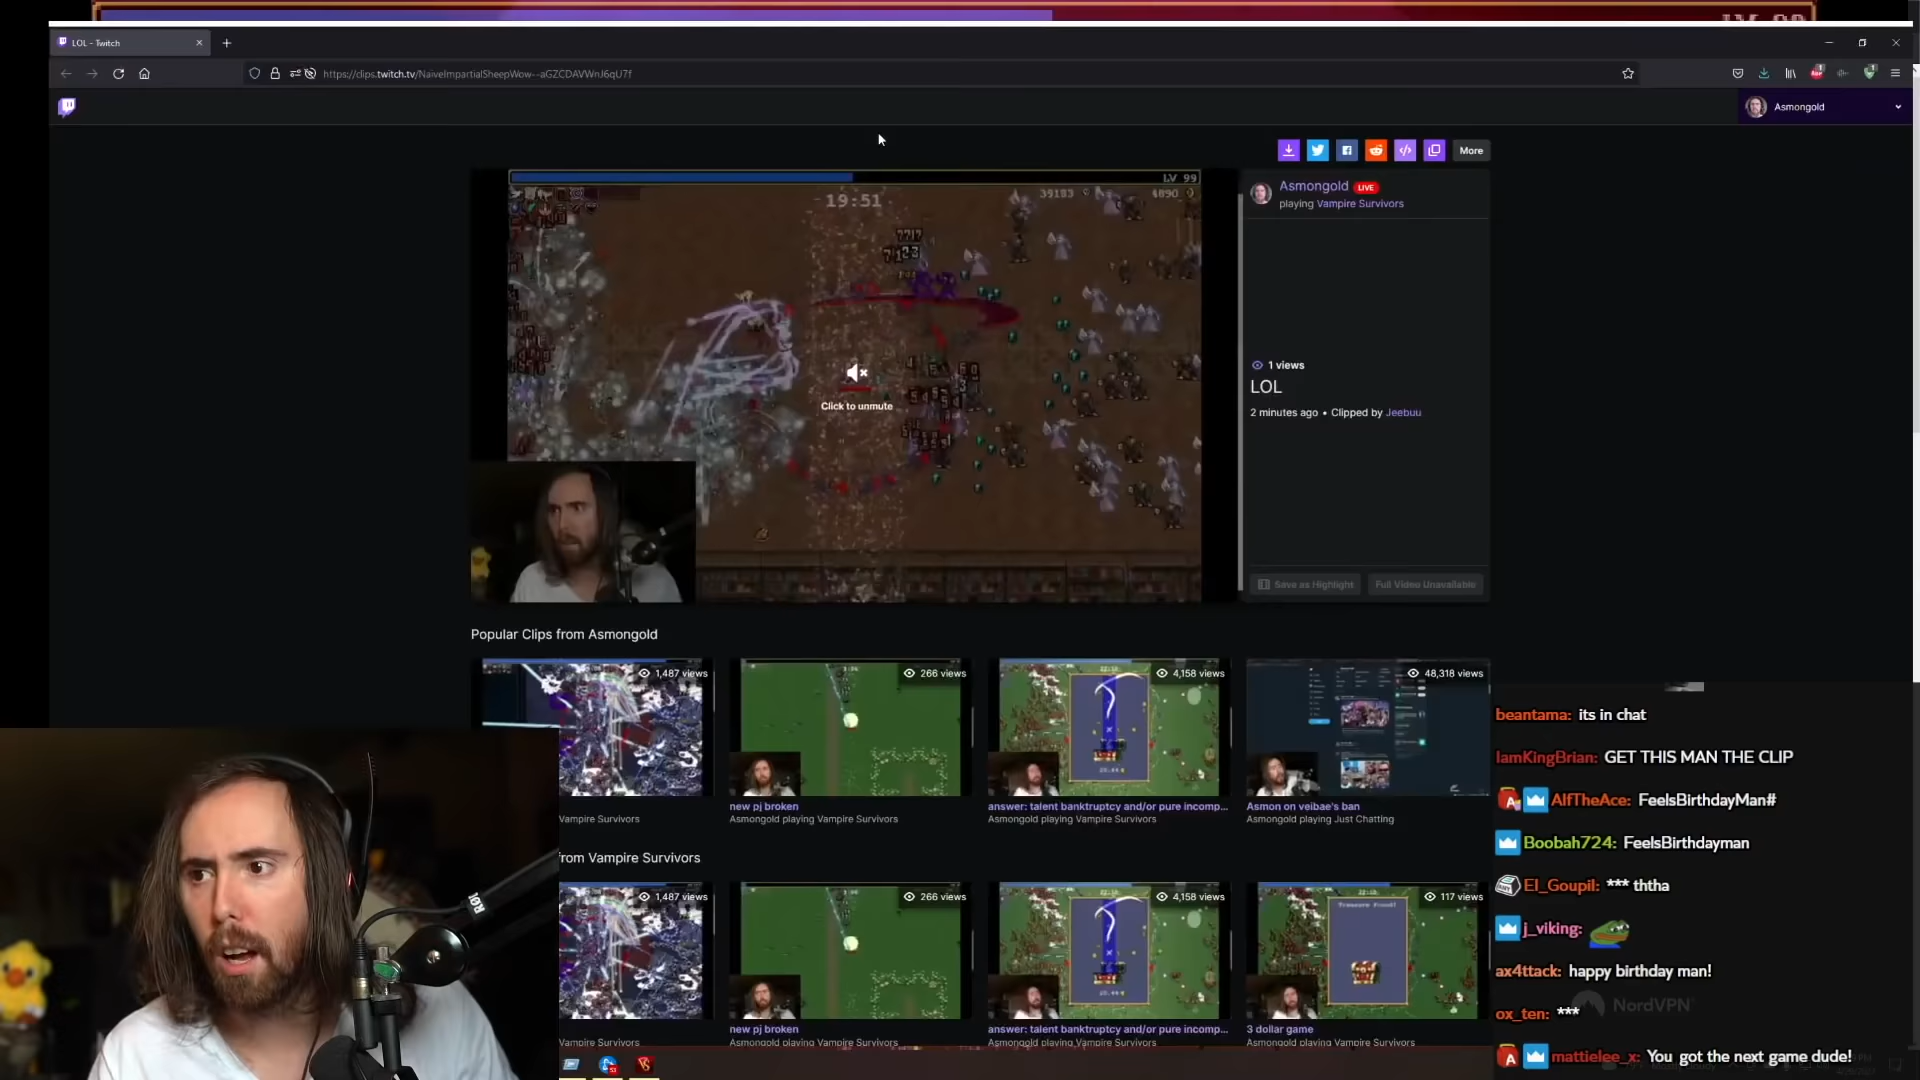 LOL - Twitch
https://clips.twitch.tv/NaiveImpartialSheepWow--aGZCDAVWnJ6qU7f
Asmongold
More
LV 99
19:51
39183
4890
Click to unmute
Asmongold LIVE
playing Vampire Survivors
1 views
LOL
2 minutes ago • Clipped by Jeebuu
Save as Highlight
Full Video Unavailable
Popular Clips from Asmongold
1,487 views
266 views
4,158 views
48,318 views
Vampire Survivors
new pj broken
Asmongold playing Vampire Survivors
answer: talent banktruptcy and/or pure incomp...
Asmongold playing Vampire Survivors
Asmon on veibae's ban
Asmongold playing Just Chatting
from Vampire Survivors
1,487 views
266 views
4,158 views
Treasure Found!
117 views
Vampire Survivors
new pj broken
Asmongold playing Vampire Survivors
answer: talent banktruptcy and/or pure incomp...
Asmongold playing Vampire Survivors
3 dollar game
Asmongold playing Vampire Survivors
beantama: its in chat
IamKingBrian: GET THIS MAN THE CLIP
AlfTheAce: FeelsBirthdayMan#
Boobah724: FeelsBirthdayman
El_Goupil: *** ththa
j_viking:
ax4ttack: happy birthday man!
NordVPN
ox_ten: ***
mattielee_x: You got the next game dude!